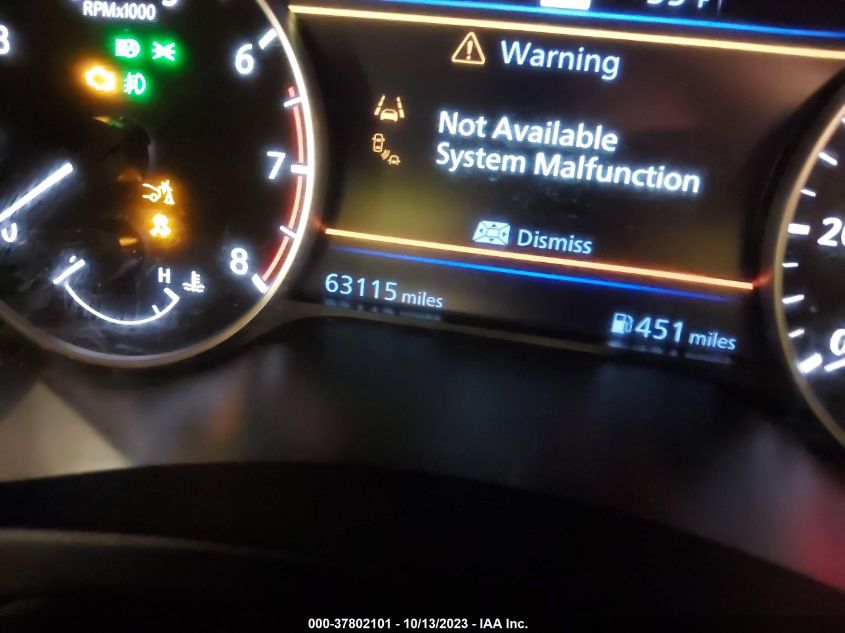 RPMx1000
6
7
8
H
Warning
Not Available
System Malfunction
Dismiss
63115 miles
451 miles
000-37802101 - 10/13/2023 - IAA Inc.